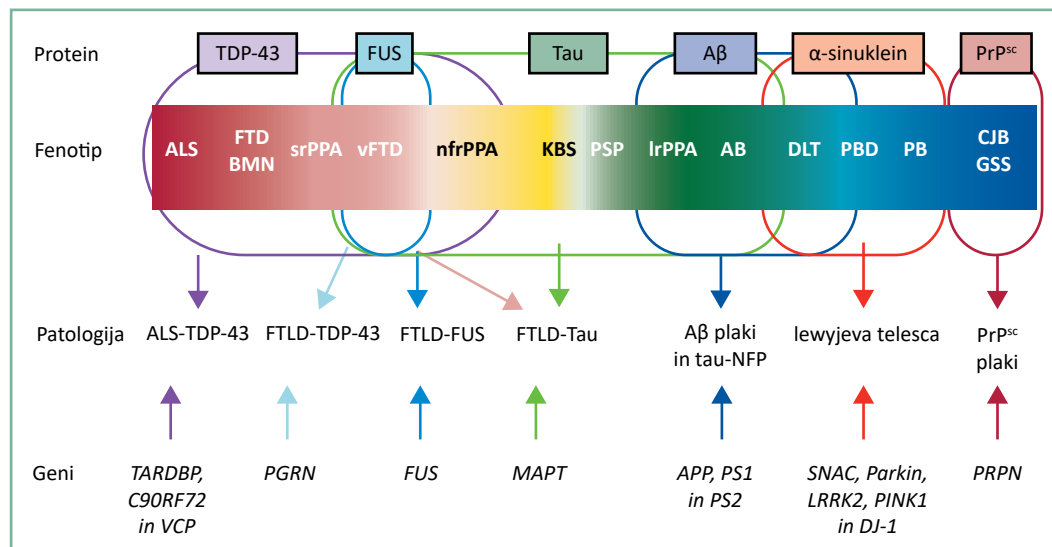 Protein
TDP-43
FUS
Tau
Aβ
α-sinuklein
PrPˢᶜ
Fenotip
ALS
FTD
BMN
srPPA
vFTD
nfrPPA
KBS
PSP
lrPPA
AB
DLT
PBD
PB
CJB
GSS
Patologija
ALS-TDP-43
FTLD-TDP-43
FTLD-FUS
FTLD-Tau
Aβ plaki
in tau-NFP
lewyjeva telesca
PrPˢᶜ
plaki
Geni
TARDBP,
C90RF72
in VCP
PGRN
FUS
MAPT
APP, PS1
in PS2
SNAC, Parkin,
LRRK2, PINK1
in DJ-1
PRPN